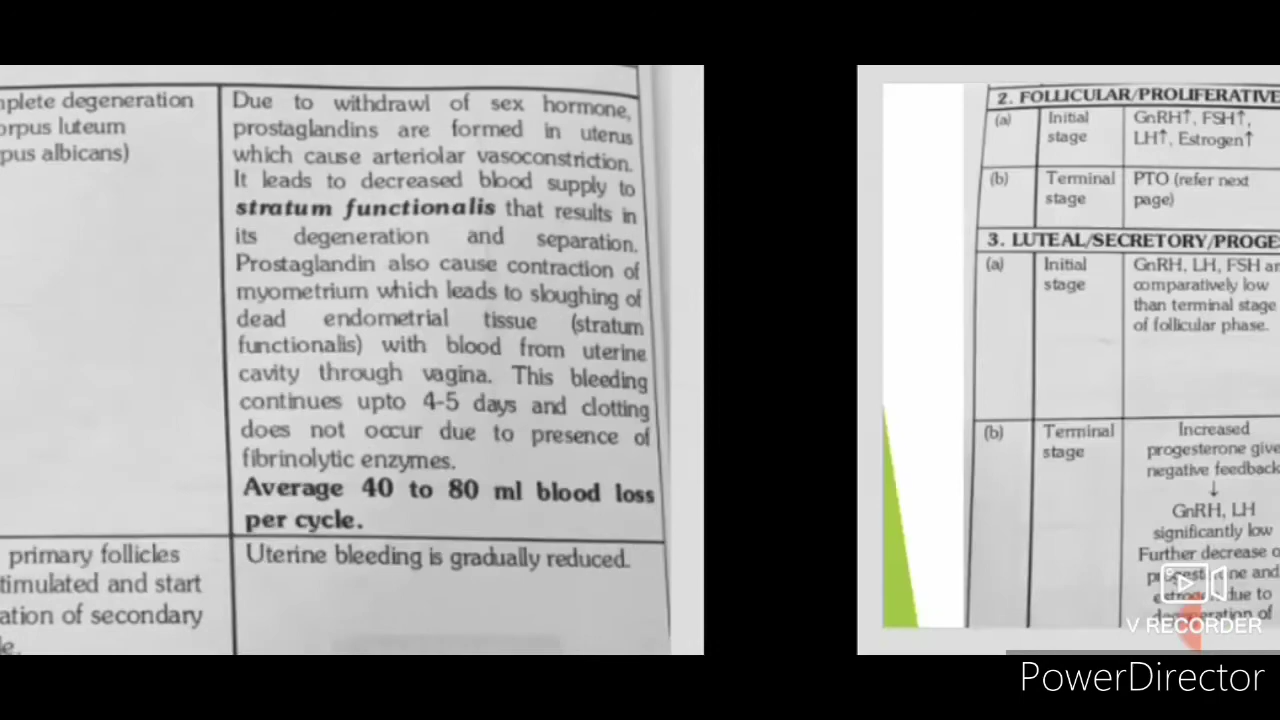 mplete degeneration
orpus luteum
pus albicans)
Due to withdrawl of sex hormone,
prostaglandins are formed in uterus
which cause arteriolar vasoconstriction.
It leads to decreased blood supply to
stratum functionalis that results in
its degeneration and separation.
Prostaglandin also cause contraction of
myometrium which leads to sloughing of
dead endometrial tissue (stratum
functionalis) with blood from uterine
cavity through vagina. This bleeding
continues upto 4-5 days and clotting
does not occur due to presence of
fibrinolytic enzymes.
Average 40 to 80 ml blood loss
per cycle.
primary follicles
timulated and start
ation of secondary
le.
Uterine bleeding is gradually reduced.
2. FOLLICULAR/PROLIFERATIVE
(a) Initial stage
GnRH↑, FSH↑,
LH↑, Estrogen↑
(b) Terminal stage
PTO (refer next
page)
3. LUTEAL/SECRETORY/PROGE
(a) Initial stage
GnRH, LH, FSH ar
comparatively low
than terminal stage
of follicular phase.
(b) Terminal stage
Increased
progesterone give
negative feedback
↓
GnRH, LH
significantly low
Further decrease o
ne and
due to
of
V RECORDER
PowerDirector